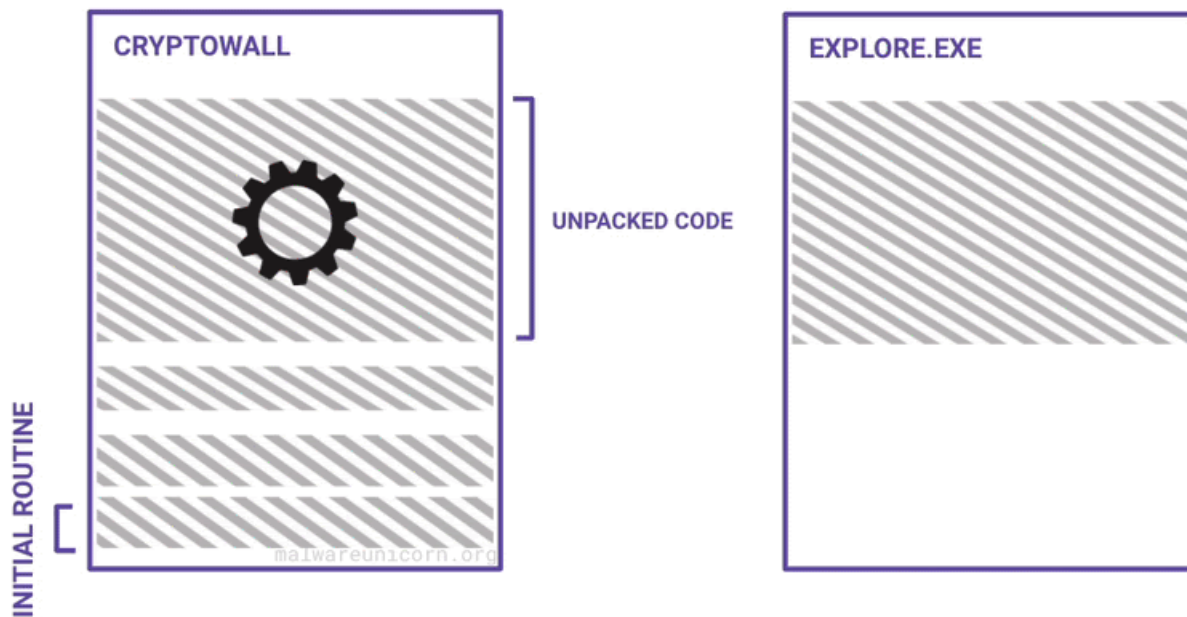 CRYPTOWALL
EXPLORE.EXE
UNPACKED CODE
INITIAL ROUTINE
malwareunicorn.org